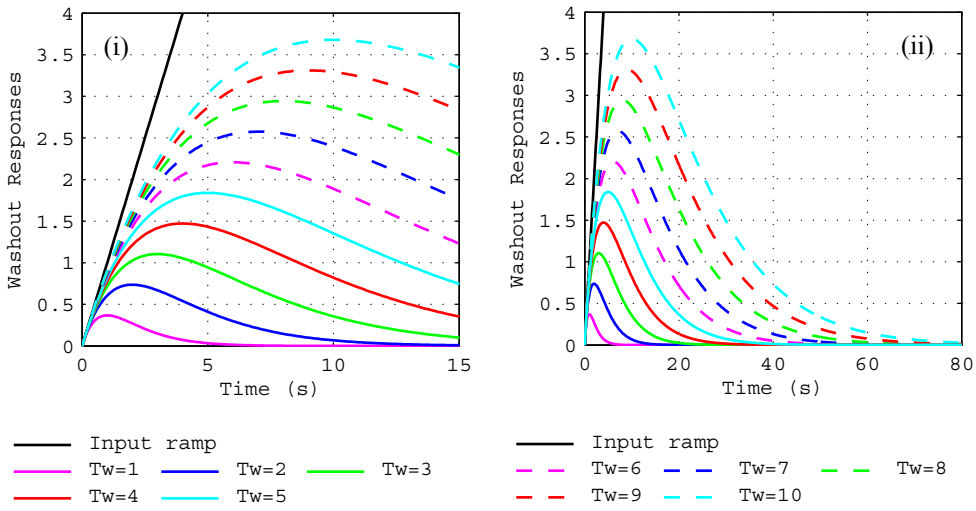 (i)
Washout Responses
4
3.5
3
2.5
2
1.5
1
0.5
0
0 5 10 15
Time (s)
(ii)
Washout Responses
4
3.5
3
2.5
2
1.5
1
0.5
0
0 20 40 60 80
Time (s)
Input ramp
Tw=1 Tw=2 Tw=3
Tw=4 Tw=5
Input ramp
Tw=6 Tw=7 Tw=8
Tw=9 Tw=10